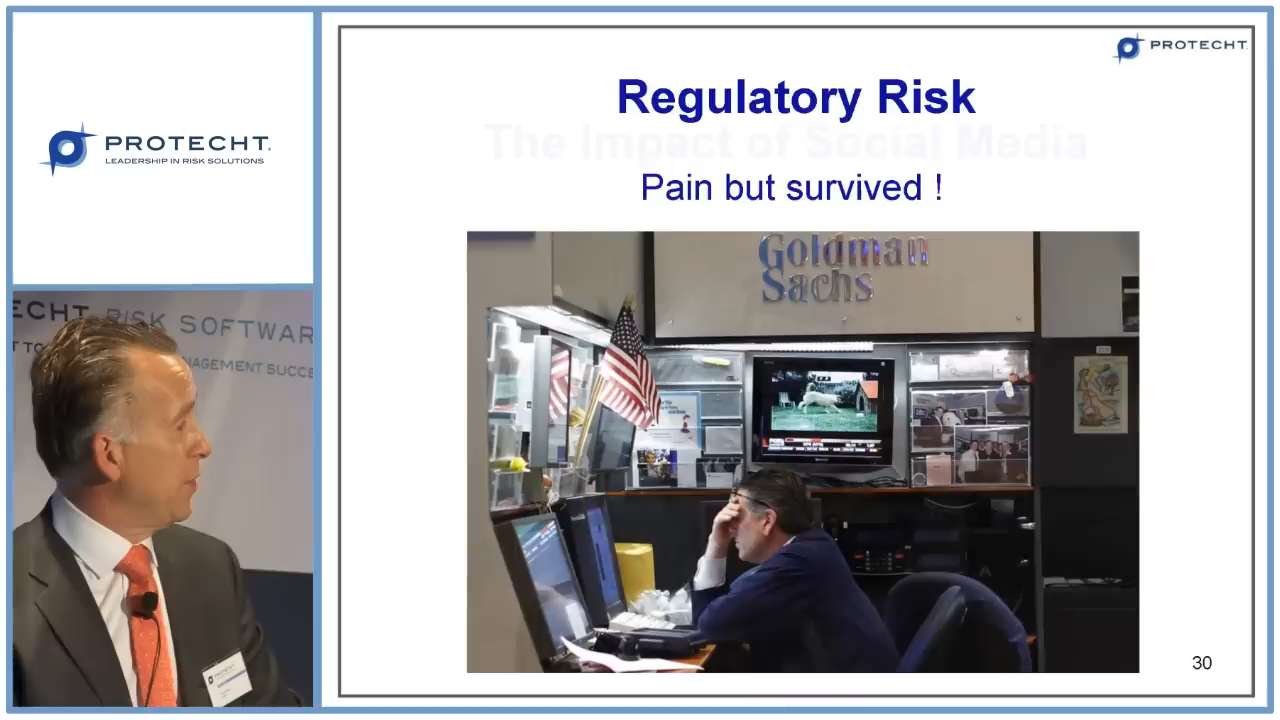 PROTECHT
Regulatory Risk
The Impact of Social Media
Pain but survived !
PROTECHT.
LEADERSHIP IN RISK SOLUTIONS
Goldman
Sachs
ECHT RISK SOFTWAR
T TO
NAGEMENT SUCCE
30